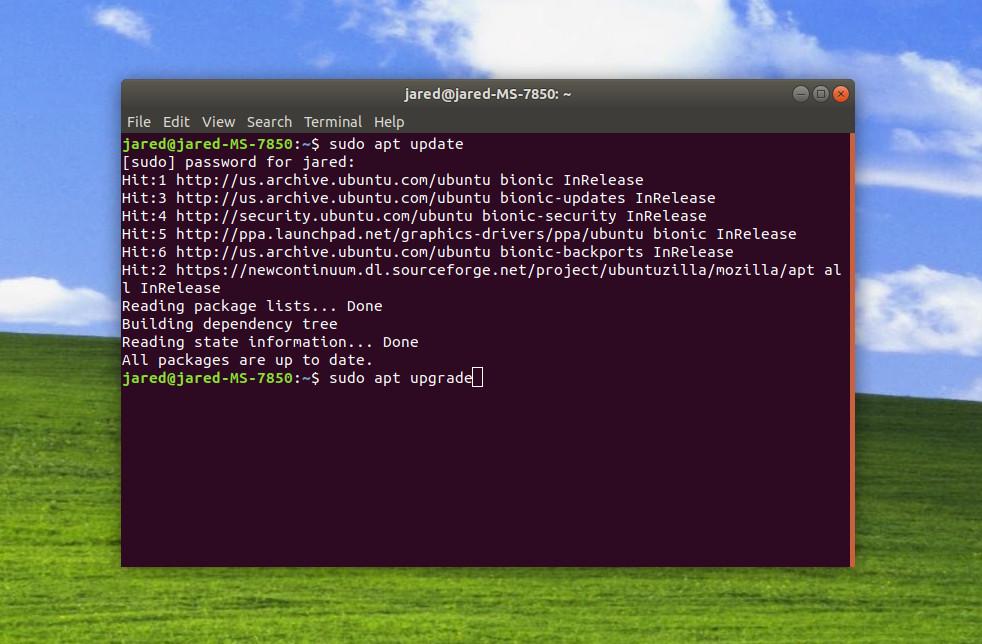 jared@jared-MS-7850: ~
File Edit View Search Terminal Help
jared@jared-MS-7850:~$ sudo apt update
[sudo] password for jared:
Hit:1 http://us.archive.ubuntu.com/ubuntu bionic InRelease
Hit:3 http://us.archive.ubuntu.com/ubuntu bionic-updates InRelease
Hit:4 http://security.ubuntu.com/ubuntu bionic-security InRelease
Hit:5 http://ppa.launchpad.net/graphics-drivers/ppa/ubuntu bionic InRelease
Hit:6 http://us.archive.ubuntu.com/ubuntu bionic-backports InRelease
Hit:2 https://newcontinuum.dl.sourceforge.net/project/ubuntuzilla/mozilla/apt al
l InRelease
Reading package lists... Done
Building dependency tree
Reading state information... Done
All packages are up to date.
jared@jared-MS-7850:~$ sudo apt upgrade